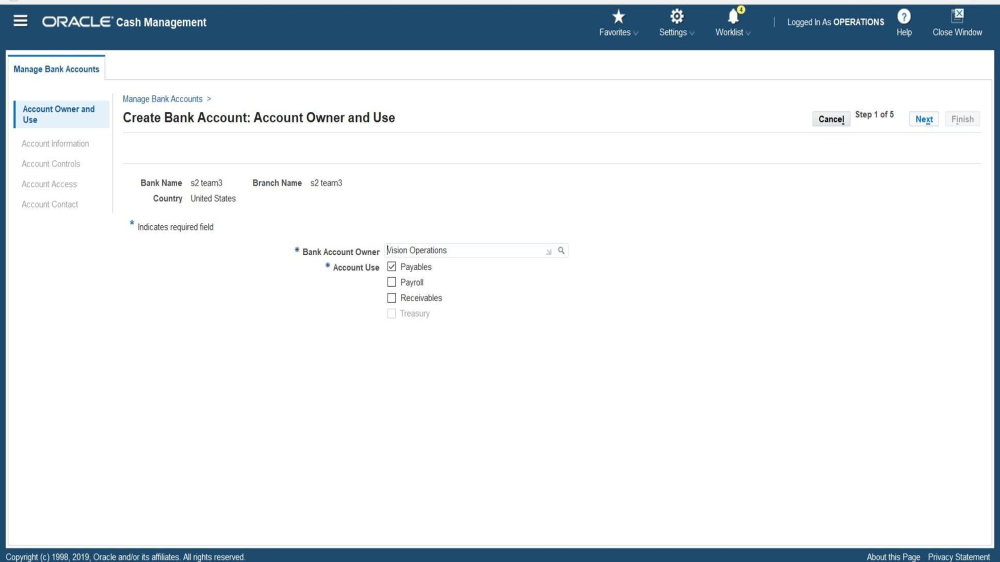 ORACLE® Cash Management
4
Favorites
Settings
Worklist
Logged In As OPERATIONS
Help
Close Window
Manage Bank Accounts
Account Owner and
Use
Account Information
Account Controls
Account Access
Account Contact
Manage Bank Accounts >
Create Bank Account: Account Owner and Use
Cancel
Step 1 of 5
Next
Finish
Bank Name s2 team3
Branch Name s2 team3
Country United States
* Indicates required field
* Bank Account Owner Vision Operations
* Account Use
Payables
Payroll
Receivables
Treasury
Copyright (c) 1998, 2019, Oracle and/or its affiliates. All rights reserved.
About this Page Privacy Statement